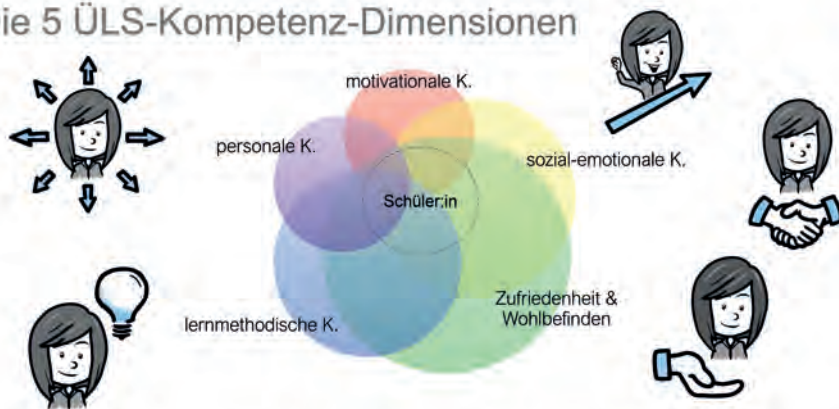 ie 5 ÜLS-Kompetenz-Dimensionen
motivationale K.
personale K.
sozial-emotionale K.
Schüler:in
Zufriedenheit &
Wohlbefinden
lernmethodische K.